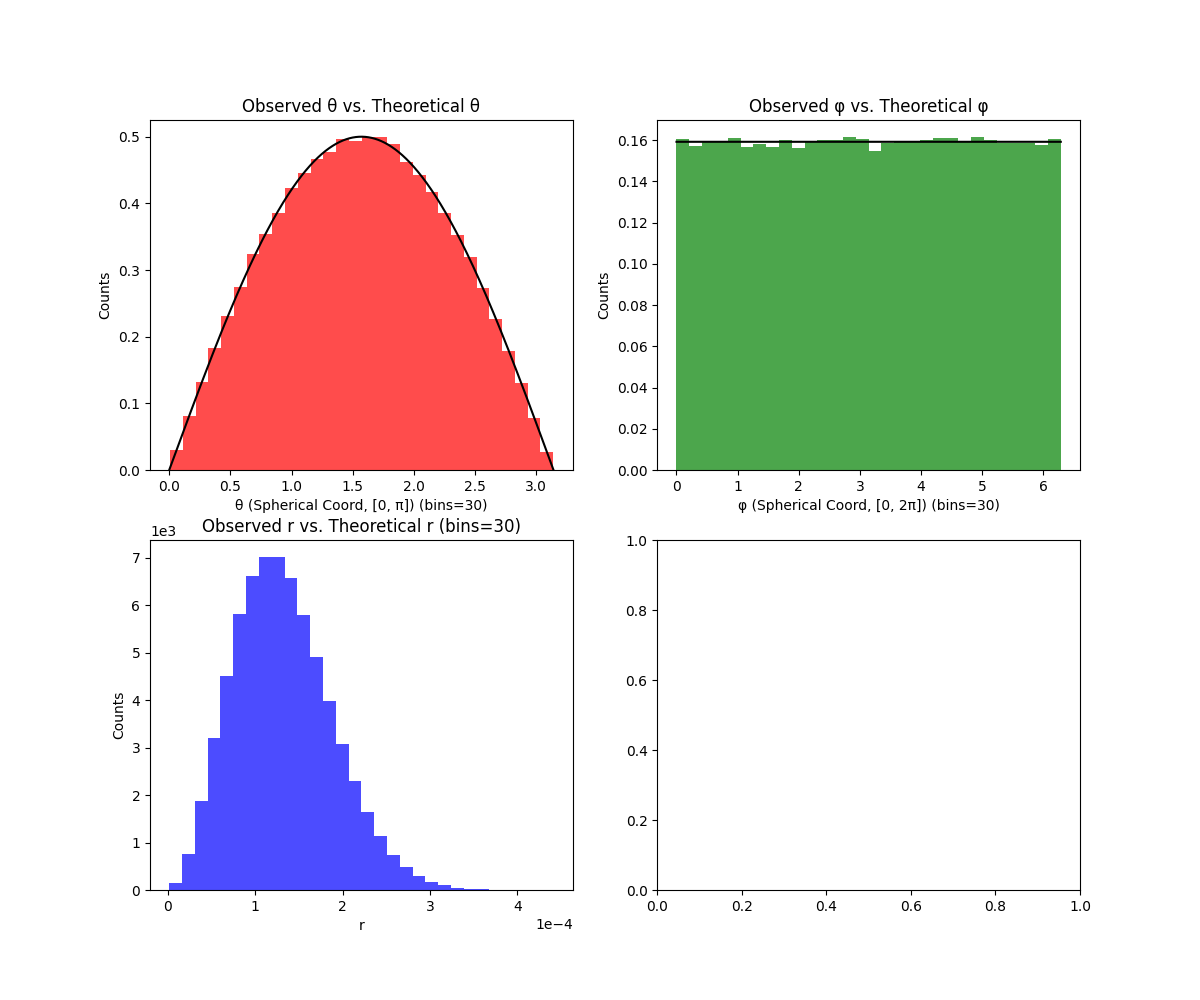 Observed θ vs. Theoretical θ
Counts
0.5
0.4
0.3
0.2
0.1
0.0
0.0 0.5 1.0 1.5 2.0 2.5 3.0
θ (Spherical Coord, [0, π]) (bins=30)
Observed φ vs. Theoretical φ
Counts
0.16
0.14
0.12
0.10
0.08
0.06
0.04
0.02
0.00
0 1 2 3 4 5 6
φ (Spherical Coord, [0, 2π]) (bins=30)
Observed r vs. Theoretical r (bins=30)
1e3
Counts
7
6
5
4
3
2
1
0
0 1 2 3 4
1e−4
r
1.0
0.8
0.6
0.4
0.2
0.0
0.0 0.2 0.4 0.6 0.8 1.0